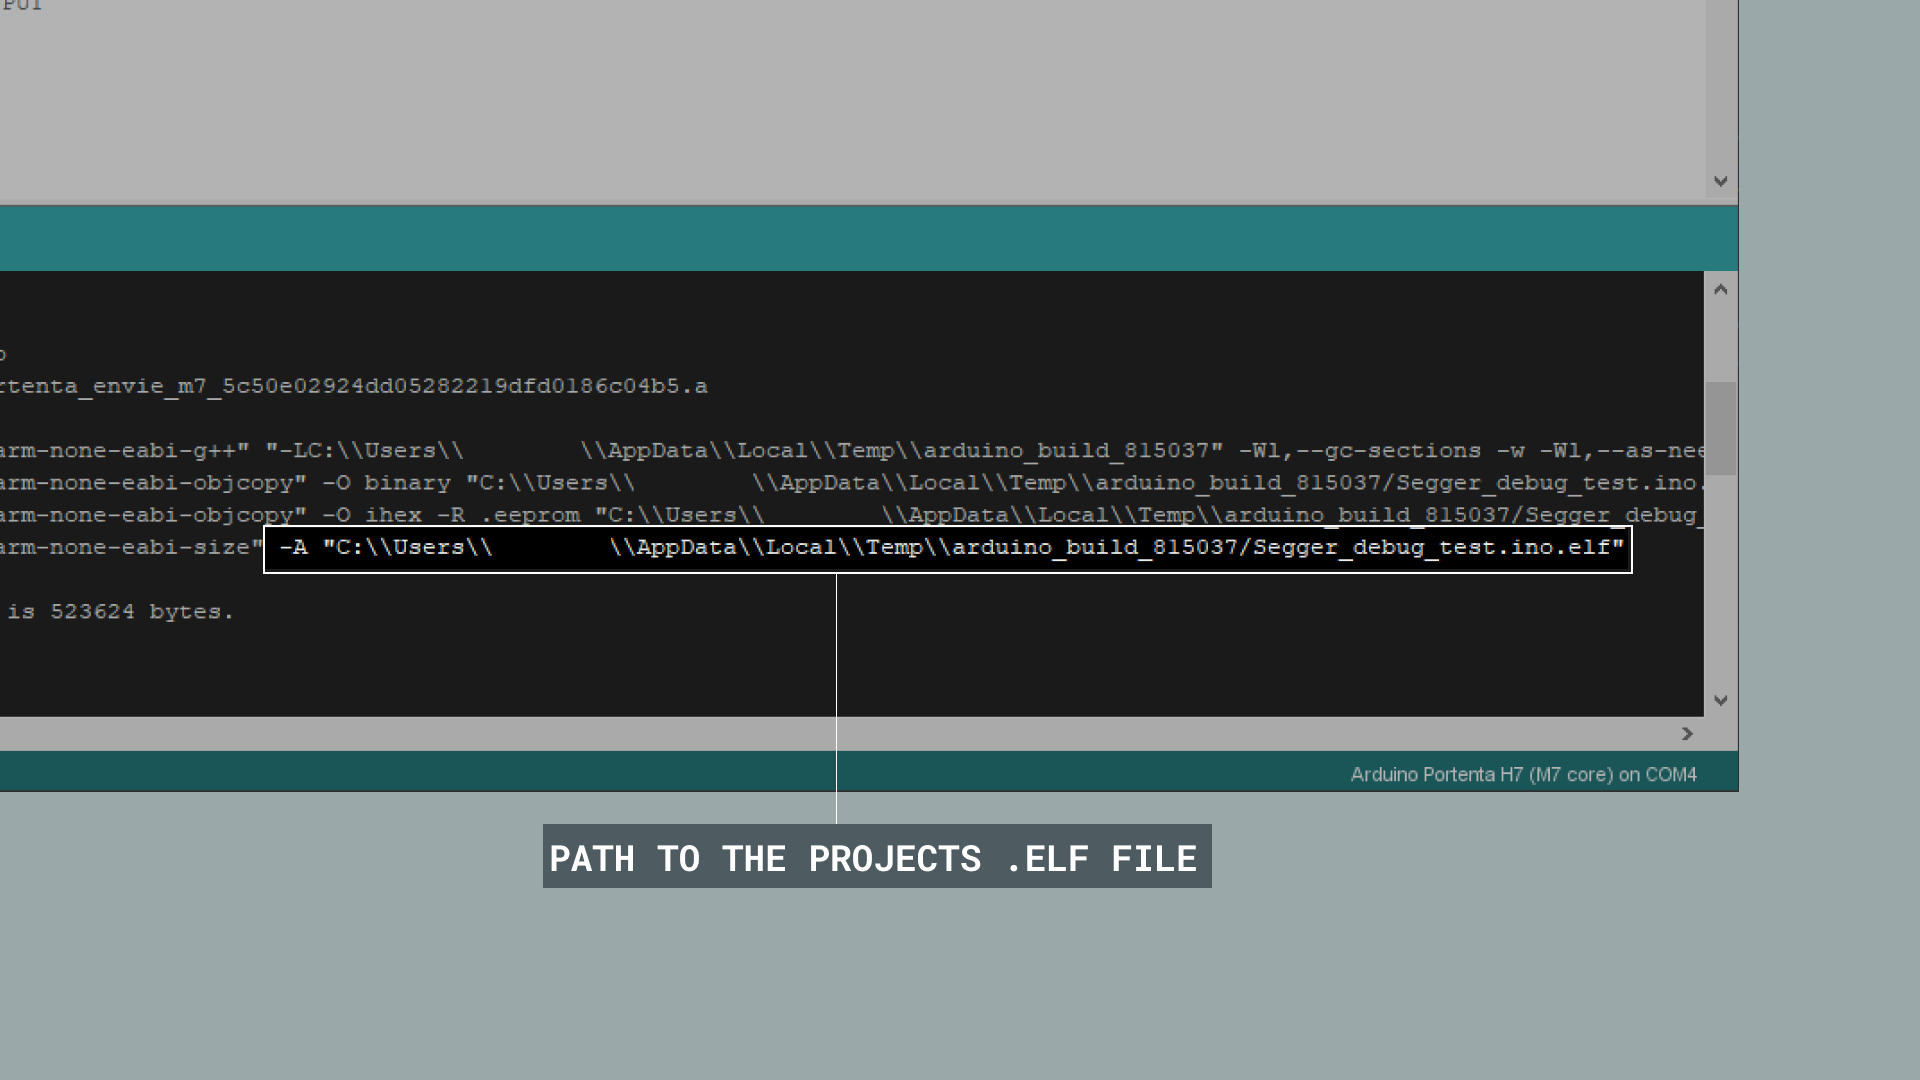 rtenta_envie_m7_5c50e02924dd05282219dfd0186c04b5.a
arm-none-eabi-g++" "-LC:\\Users\\ \\AppData\\Local\\Temp\\arduino_build_815037" -Wl,--gc-sections -w -Wl,--as-nee
arm-none-eabi-objcopy" -O binary "C:\\Users\\ \\AppData\\Local\\Temp\\arduino_build_815037/Segger_debug_test.ino.
arm-none-eabi-objcopy" -O ihex -R .eeprom "C:\\Users\\ \\AppData\\Local\\Temp\\arduino_build_815037/Segger_debug_
arm-none-eabi-size" -A "C:\\Users\\ \\AppData\\Local\\Temp\\arduino_build_815037/Segger_debug_test.ino.elf"
is 523624 bytes.
Arduino Portenta H7 (M7 core) on COM4
PATH TO THE PROJECTS .ELF FILE